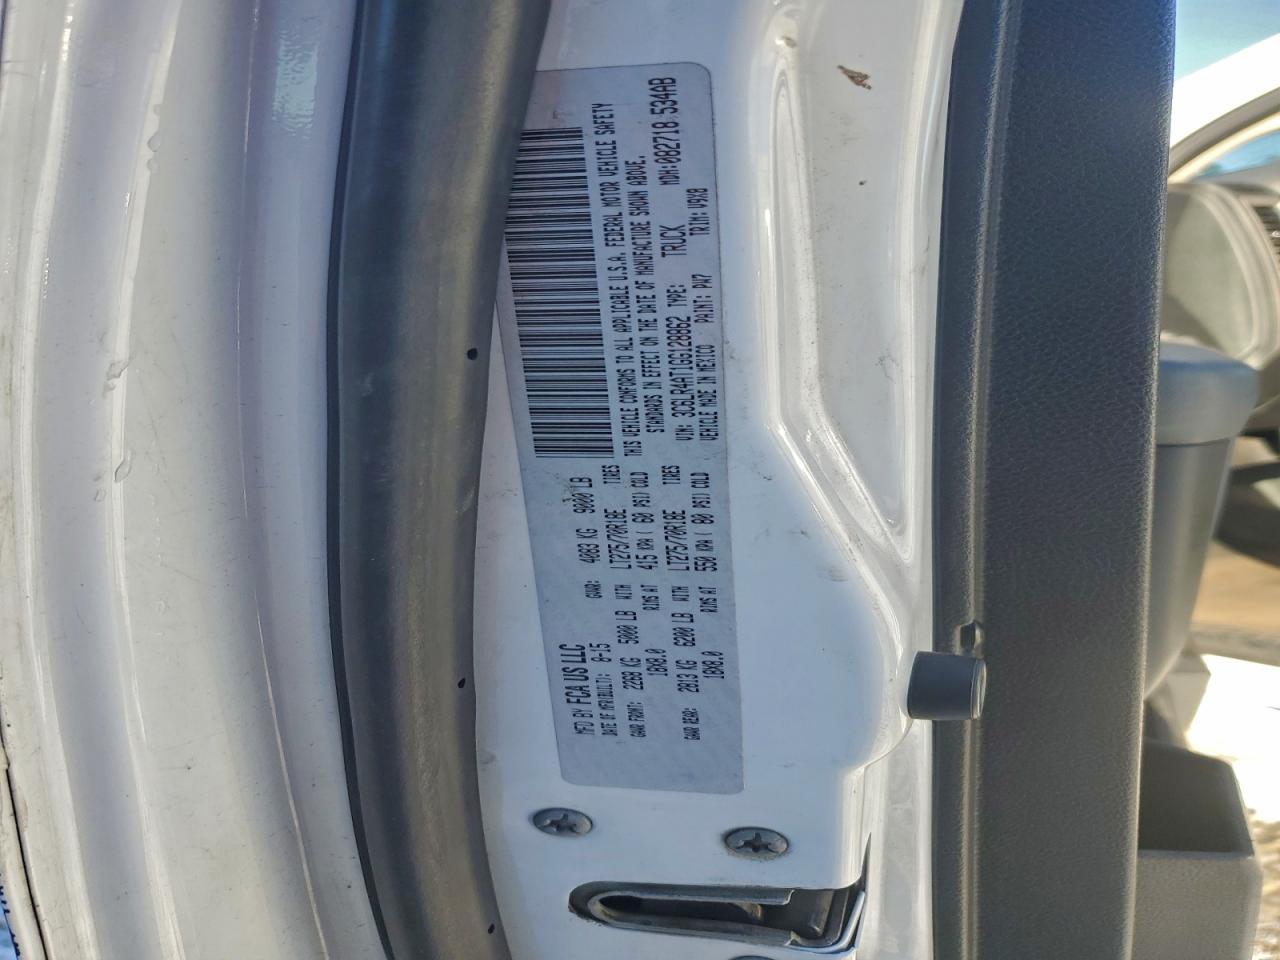 MFD BY FCA US LLC
DATE OF MFR(BUILT): 8-15 GVWR: 4083 KG 9000 LB
GAWR FRONT: 2268 KG 5000 LB WITH LT275/70R18E TIRES
18X8.0 RIMS AT 415 KPA ( 60 PSI) COLD
GAWR REAR: 2813 KG 6200 LB WITH LT275/70R18E TIRES
18X8.0 RIMS AT 550 KPA ( 80 PSI) COLD
THIS VEHICLE CONFORMS TO ALL APPLICABLE U.S.A. FEDERAL MOTOR VEHICLE SAFETY
STANDARDS IN EFFECT ON THE DATE OF MANUFACTURE SHOWN ABOVE.
VIN: 3C6LR4AT1GG128862 TYPE: TRUCK MDH:082718 534AB
VEHICLE MADE IN MEXICO PAINT: PW7 TRIM: V9X8